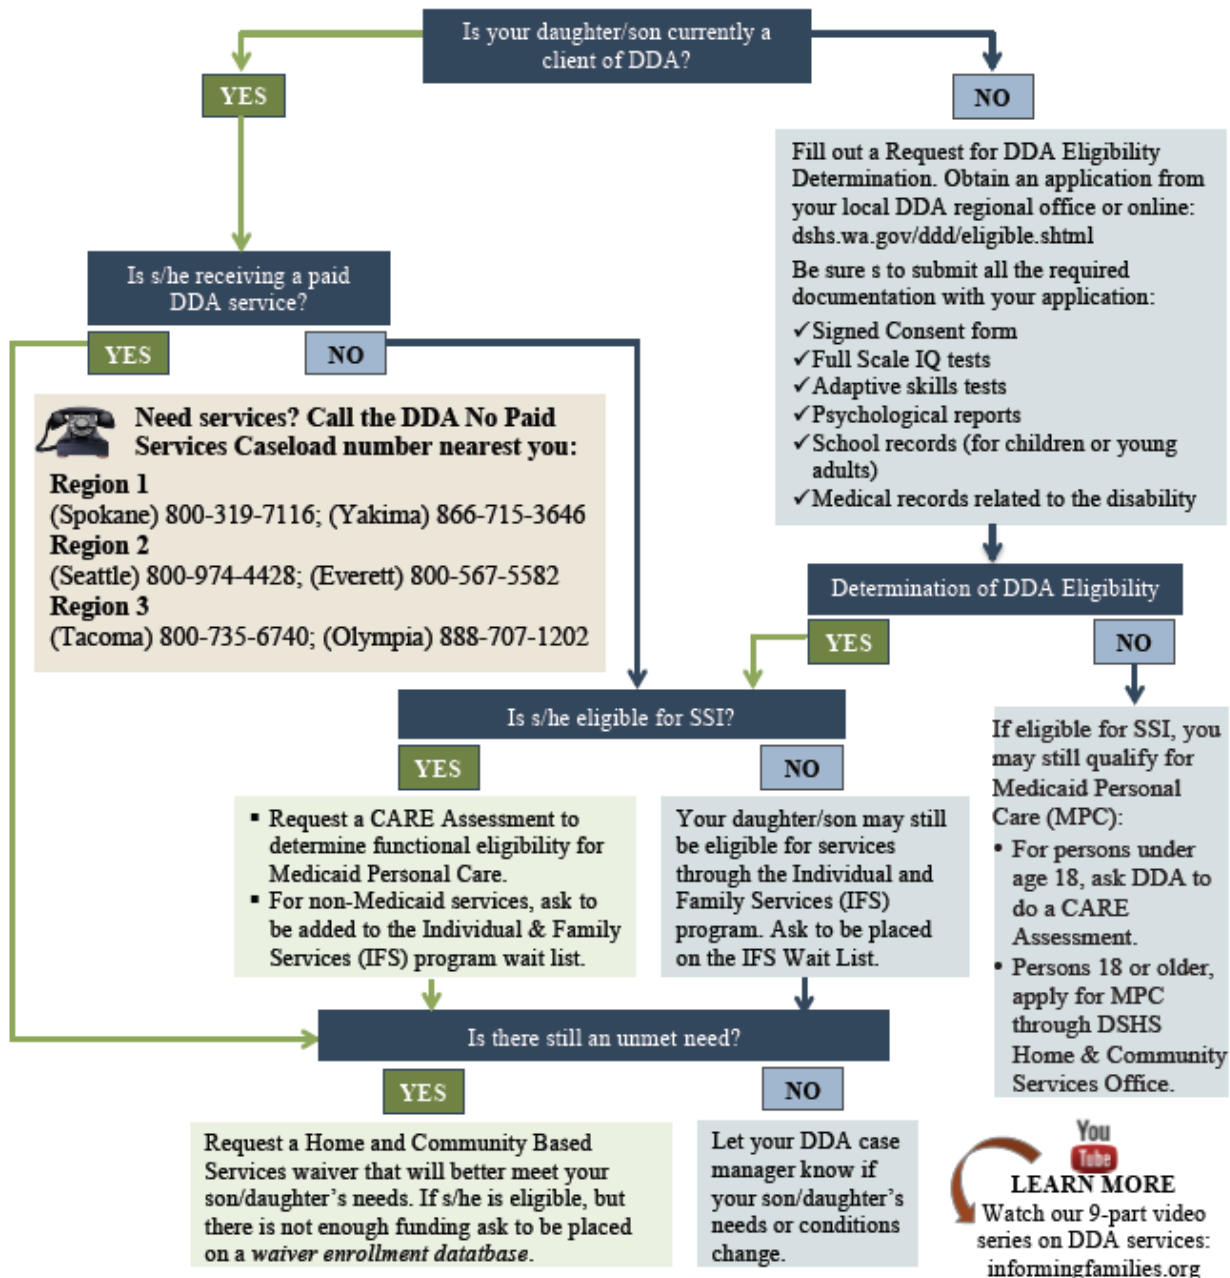 Is your daughter/son currently a
client of DDA?
YES
NO
Fill out a Request for DDA Eligibility
Determination. Obtain an application from
your local DDA regional office or online:
dshs.wa.gov/ddd/eligible.shtml
Be sure s to submit all the required
documentation with your application:
✓Signed Consent form
✓Full Scale IQ tests
✓Adaptive skills tests
✓Psychological reports
✓School records (for children or young
adults)
✓Medical records related to the disability
Is s/he receiving a paid
DDA service?
YES
NO
Need services? Call the DDA No Paid
Services Caseload number nearest you:
Region 1
(Spokane) 800-319-7116; (Yakima) 866-715-3646
Region 2
(Seattle) 800-974-4428; (Everett) 800-567-5582
Region 3
(Tacoma) 800-735-6740; (Olympia) 888-707-1202
Determination of DDA Eligibility
YES
NO
Is s/he eligible for SSI?
YES
NO
▪ Request a CARE Assessment to
determine functional eligibility for
Medicaid Personal Care.
▪ For non-Medicaid services, ask to
be added to the Individual & Family
Services (IFS) program wait list.
Your daughter/son may still
be eligible for services
through the Individual and
Family Services (IFS)
program. Ask to be placed
on the IFS Wait List.
If eligible for SSI, you
may still qualify for
Medicaid Personal
Care (MPC):
• For persons under
age 18, ask DDA to
do a CARE
Assessment.
• Persons 18 or older,
apply for MPC
through DSHS
Home & Community
Services Office.
Is there still an unmet need?
YES
NO
Request a Home and Community Based
Services waiver that will better meet your
son/daughter's needs. If s/he is eligible, but
there is not enough funding ask to be placed
on a waiver enrollment datatbase.
Let your DDA case
manager know if
your son/daughter's
needs or conditions
change.
You
Tube
LEARN MORE
Watch our 9-part video
series on DDA services:
informingfamilies.org